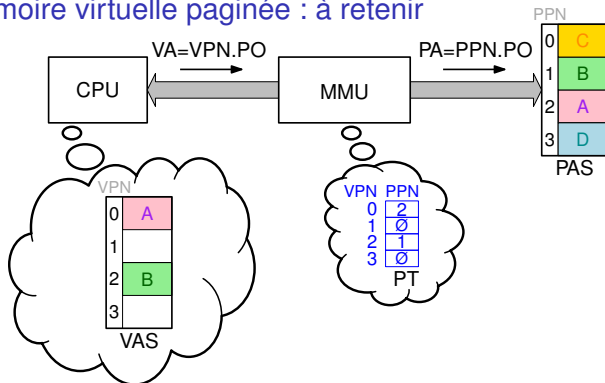 moire virtuelle paginée : à retenir
VA=VPN.PO
PA=PPN.PO
CPU
MMU
PPN
0 C
1 B
2 A
3 D
PAS
VPN
0 A
1
2 B
3
VAS
VPN PPN
0 2
1 Ø
2 1
3 Ø
PT